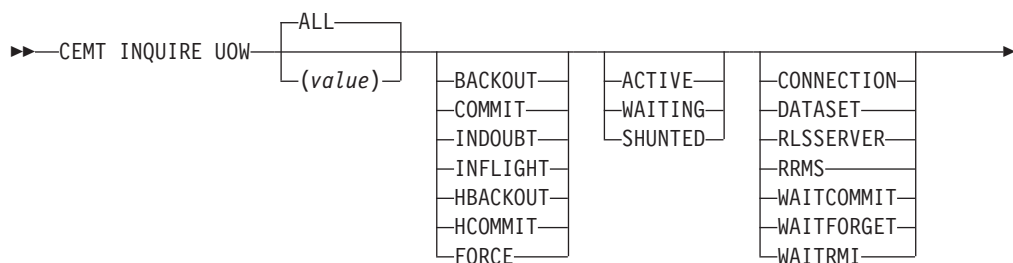 ALL
CEMT INQUIRE UOW
(value)
BACKOUT
COMMIT
INDOUBT
INFLIGHT
HBACKOUT
HCOMMIT
FORCE
ACTIVE
WAITING
SHUNTED
CONNECTION
DATASET
RLSSERVER
RRMS
WAITCOMMIT
WAITFORGET
WAITRMI